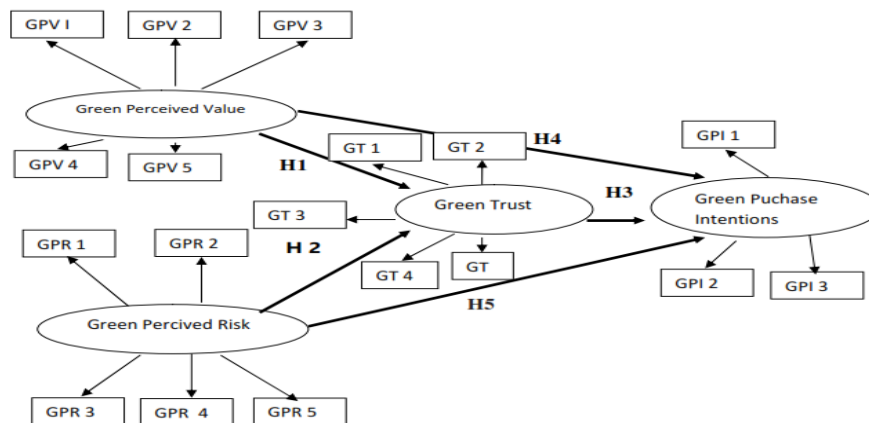 GPV I
GPV 2
GPV 3
Green Perceived Value
GPV 4
GPV 5
H1
GT 1
GT 2
H4
GPI 1
Green Trust
H3
Green Puchase
Intentions
GT 3
H 2
GPR 1
GPR 2
GT 4
GT
GPI 2
GPI 3
H5
Green Percived Risk
GPR 3
GPR 4
GPR 5